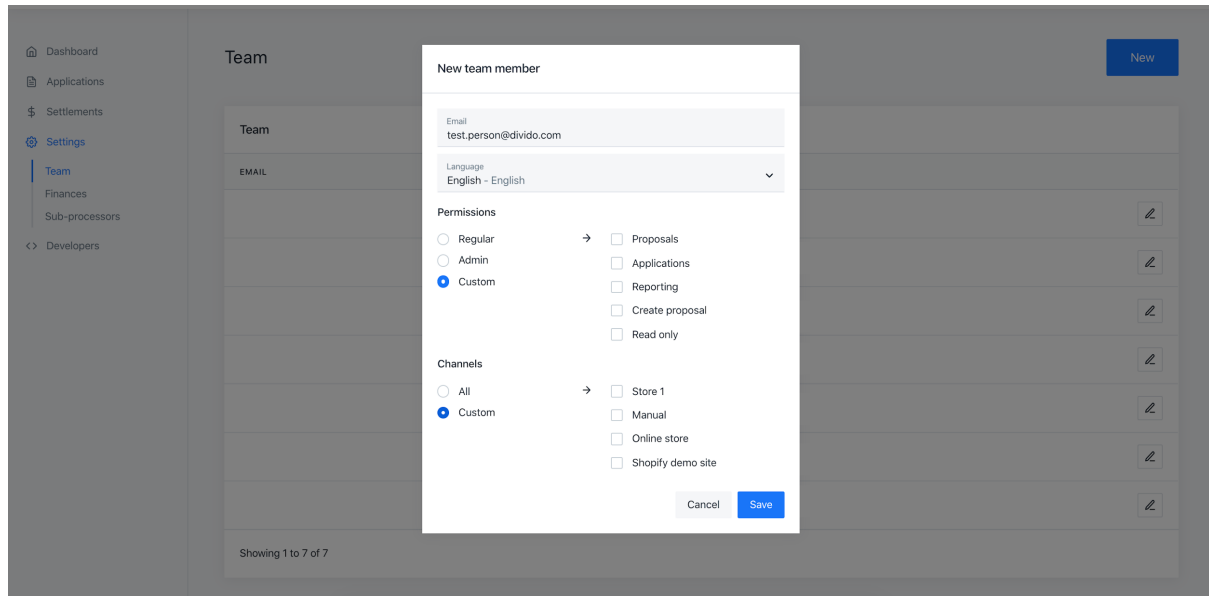 Dashboard
Applications
$ Settlements
Settings
Team
Finances
Sub-processors
<> Developers
Team
New
Team
EMAIL
Showing 1 to 7 of 7
New team member
Email
test.person@divido.com
Language
English - English
Permissions
Regular → Proposals
Admin
Applications
Custom
Reporting
Create proposal
Read only
Channels
All → Store 1
Custom
Manual
Online store
Shopify demo site
Cancel Save